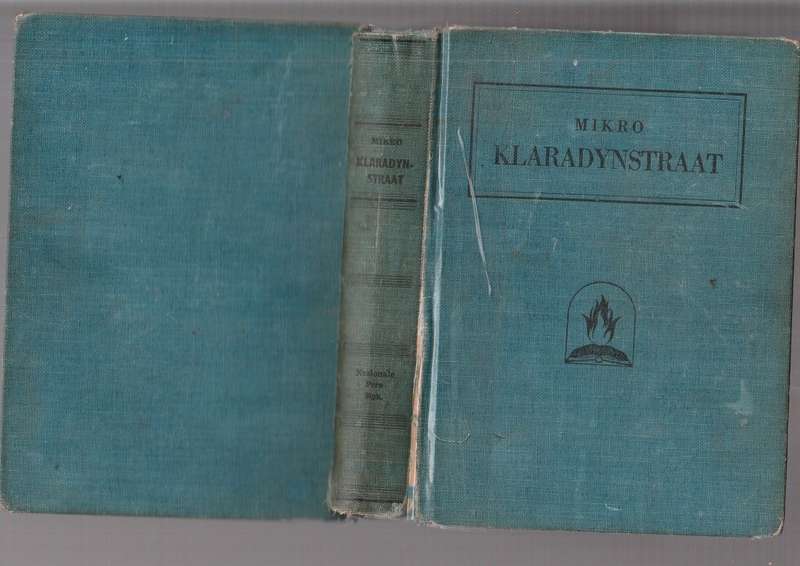 MIKRO
KLARADYN-
STRAAT
Nasionale
Pers
Bpk.
MIKRO
KLARADYNSTRAAT